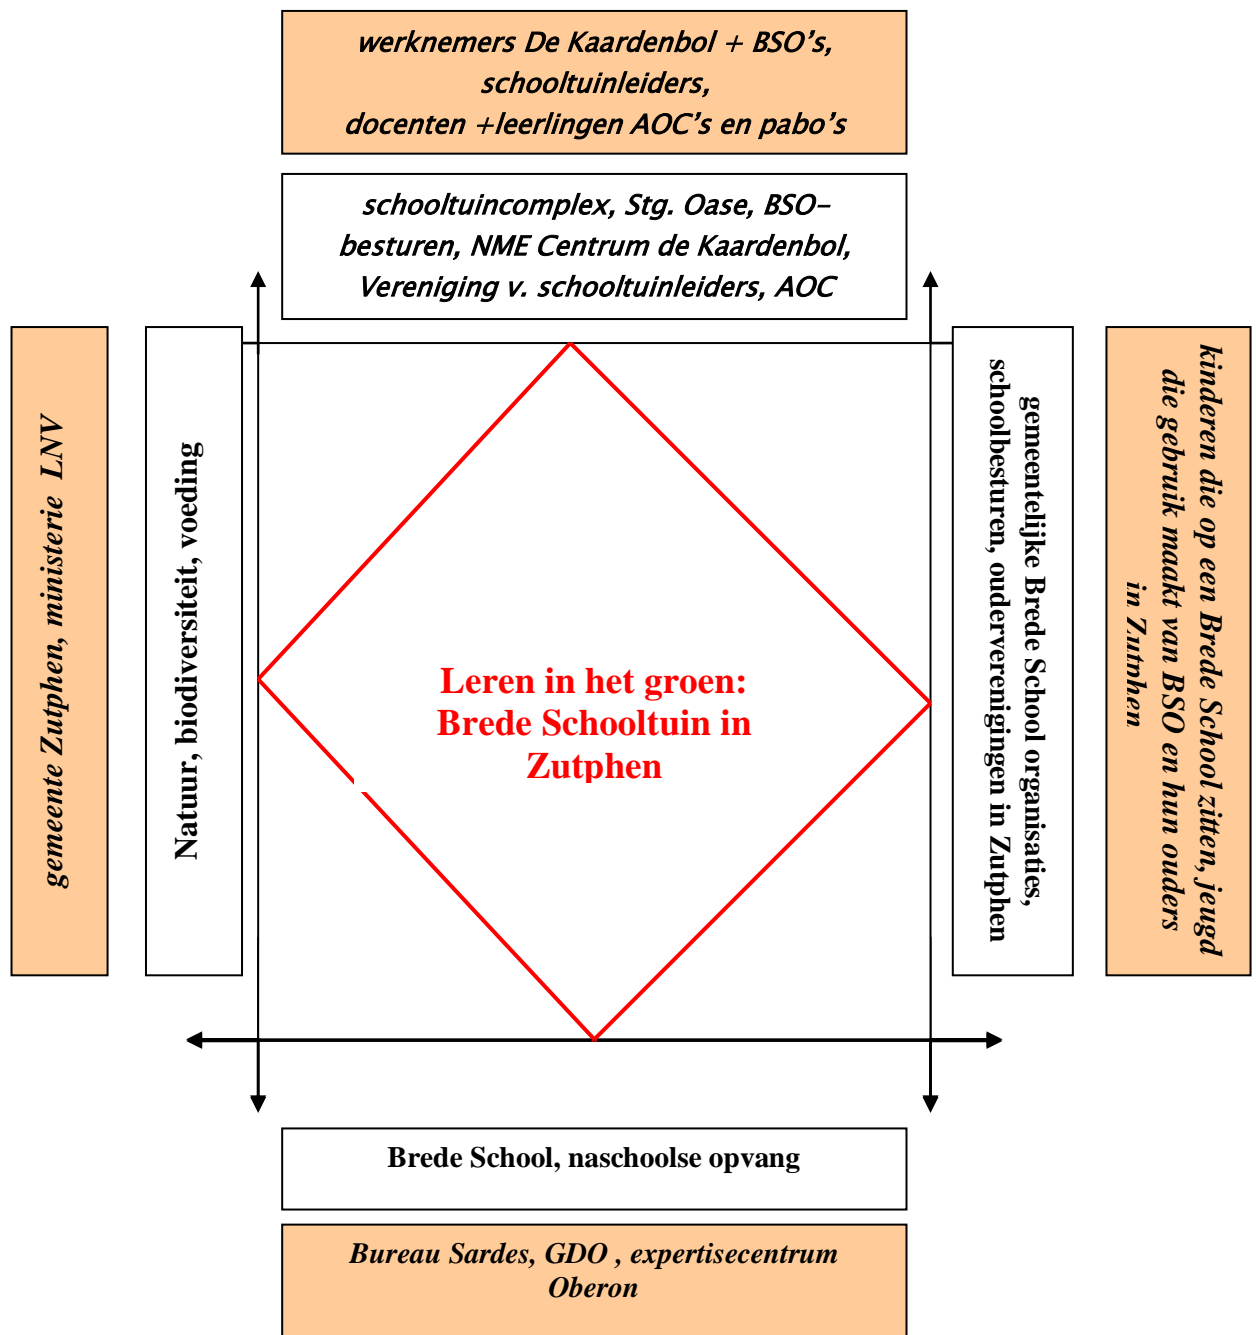 werknemers De Kaardenbol + BSO's,
schooltuinleiders,
docenten +leerlingen AOC's en pabo's
schooltuincomplex, Stg. Oase, BSO-
besturen, NME Centrum de Kaardenbol,
Vereniging v. schooltuinleiders, AOC
gemeente Zutphen, ministerie LNV
Natuur, biodiversiteit, voeding
Leren in het groen:
Brede Schooltuin in
Zutphen
gemeentelijke Brede School organisaties,
schoolbesturen, ouderverenigingen in Zutphen
kinderen die op een Brede School zitten, jeugd
die gebruik maakt van BSO en hun ouders
in Zutphen
Brede School, naschoolse opvang
Bureau Sardes, GDO , expertisecentrum
Oberon